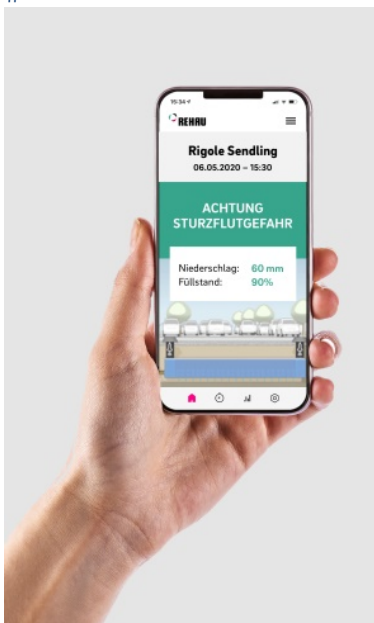 15:34
REHAU
Rigole Sendling
06.05.2020 – 15:30
ACHTUNG
STURZFLUTGEFAHR
Niederschlag: 60 mm
Füllstand: 90%